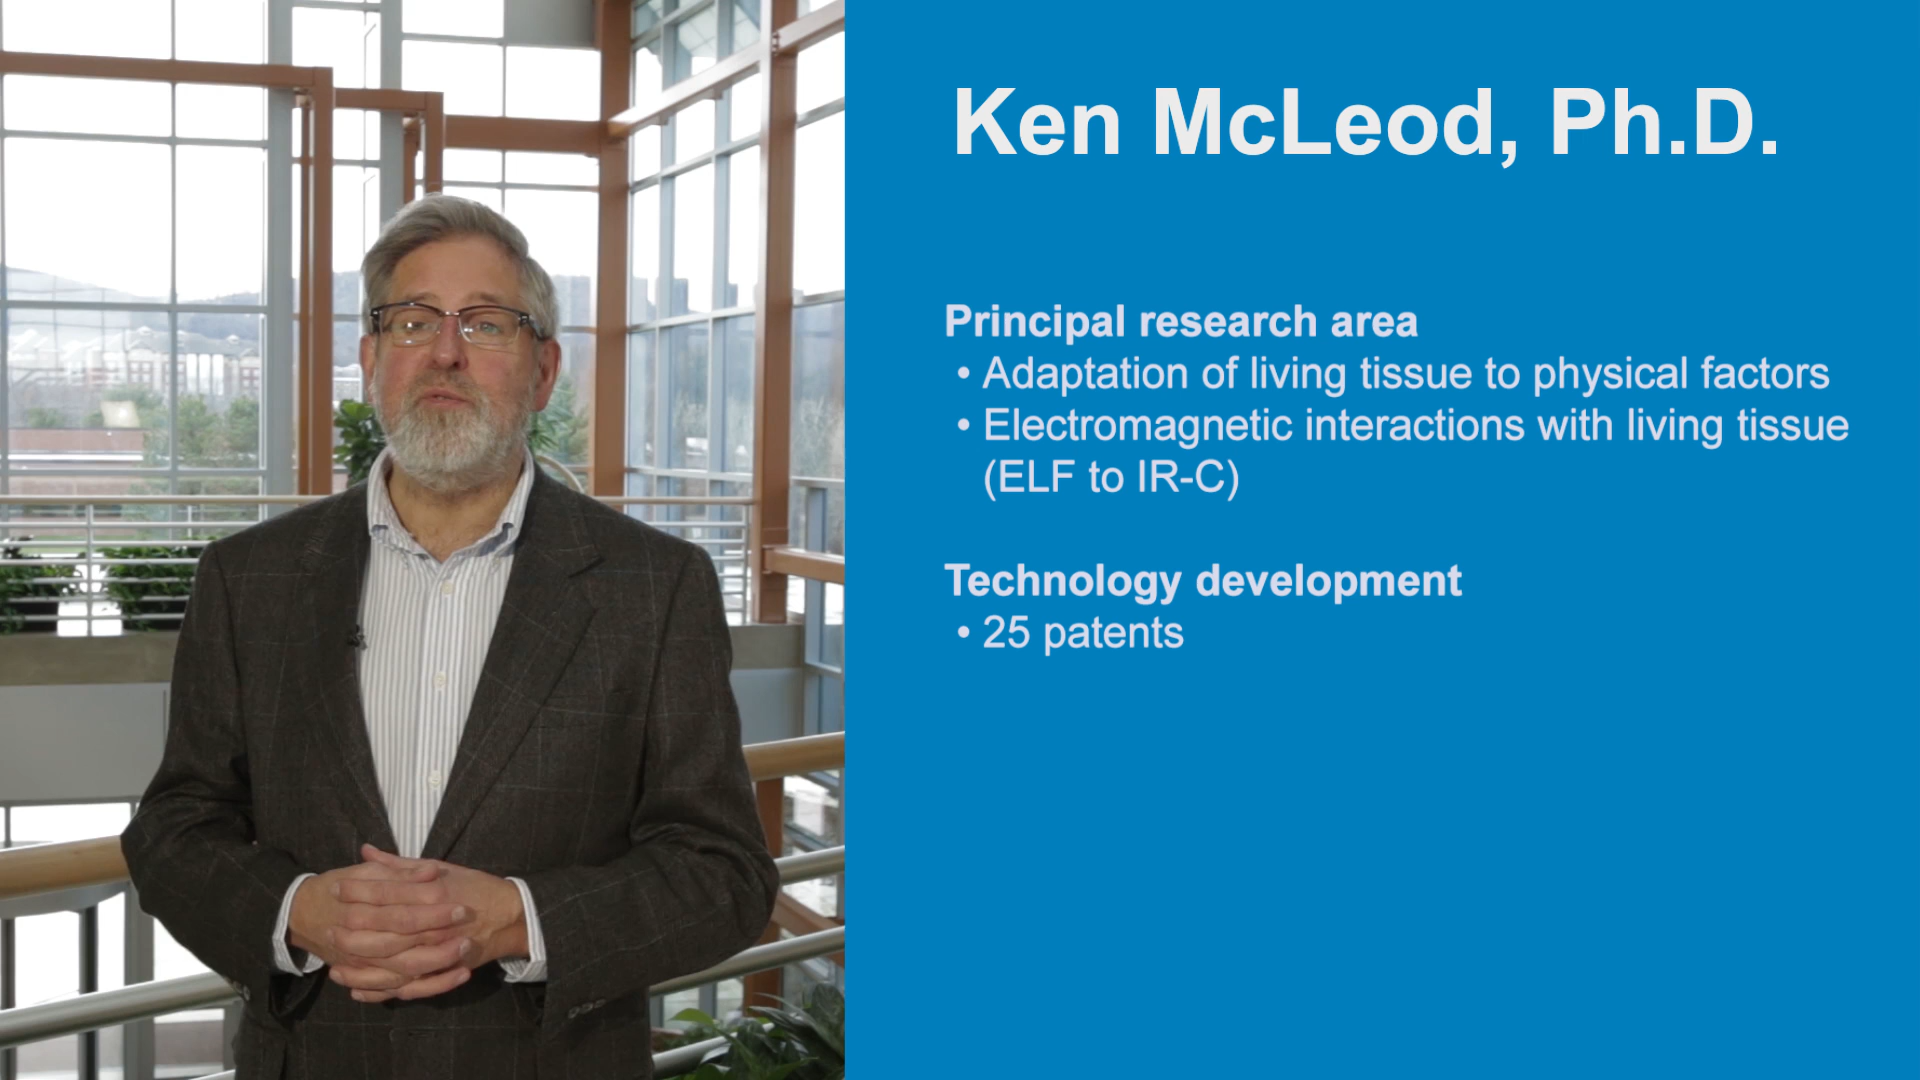 Ken McLeod, Ph.D.
Principal research area
• Adaptation of living tissue to physical factors
• Electromagnetic interactions with living tissue
(ELF to IR-C)
Technology development
• 25 patents